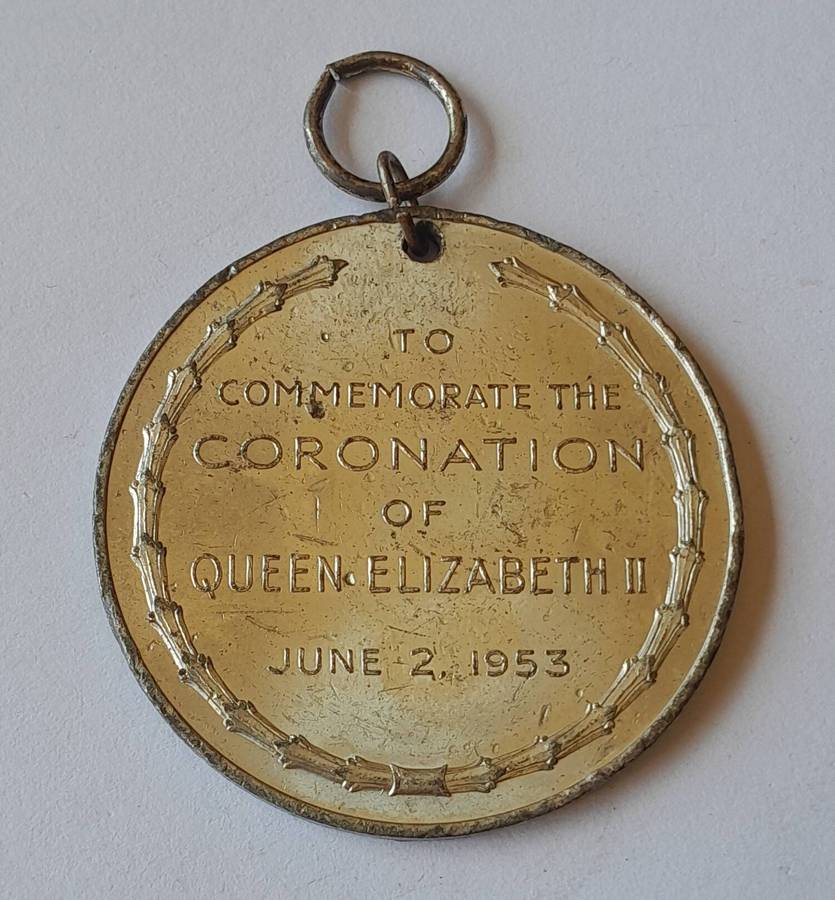 TO
COMMEMORATE THE
CORONATION
OF
QUEEN ELIZABETH II
JUNE 2, 1953